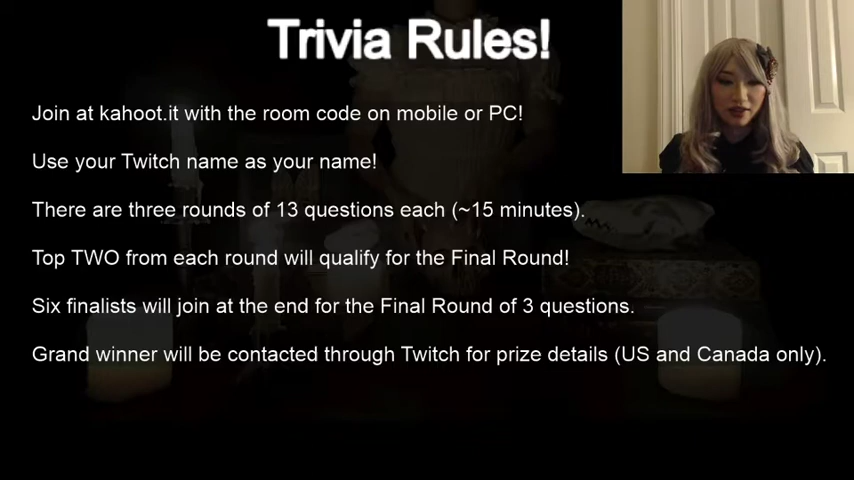 Trivia Rules!
Join at kahoot.it with the room code on mobile or PC!
Use your Twitch name as your name!
There are three rounds of 13 questions each (~15 minutes).
Top TWO from each round will qualify for the Final Round!
Six finalists will join at the end for the Final Round of 3 questions.
Grand winner will be contacted through Twitch for prize details (US and Canada only).